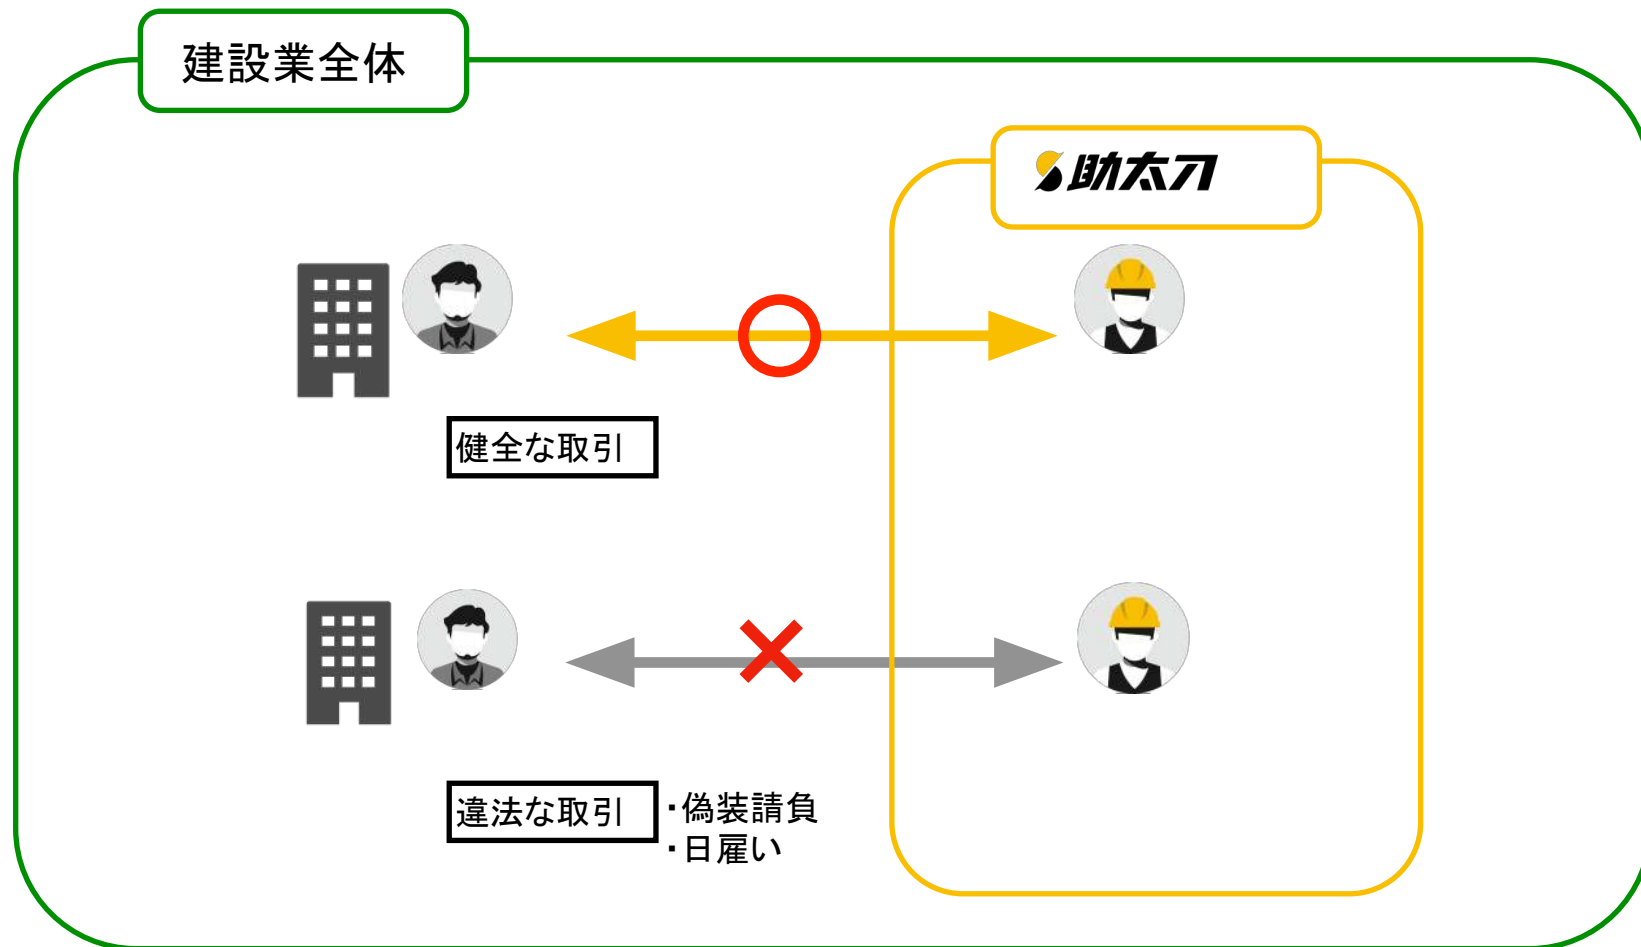 建設業全体
助太刀
健全な取引
違法な取引
・偽装請負
・日雇い